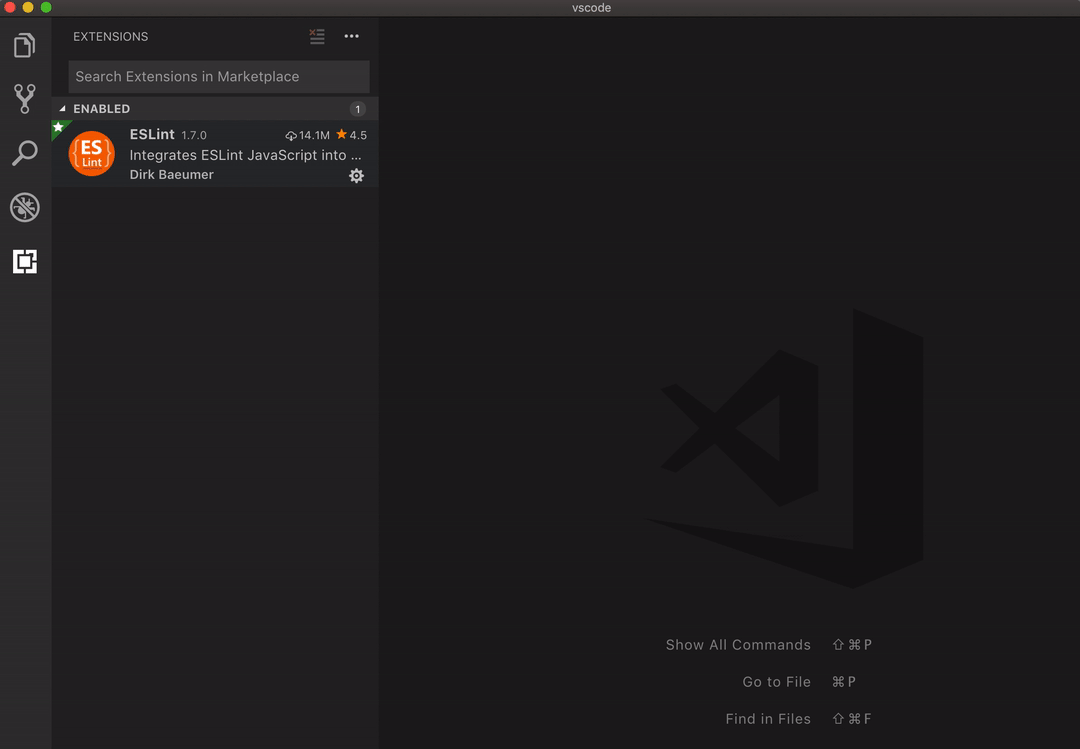 vscode
EXTENSIONS
Search Extensions in Marketplace
ENABLED 1
{ES Lint}
ESLint 1.7.0 14.1M ★ 4.5
Integrates ESLint JavaScript into ...
Dirk Baeumer
Show All Commands ⇧⌘P
Go to File ⌘P
Find in Files ⇧⌘F